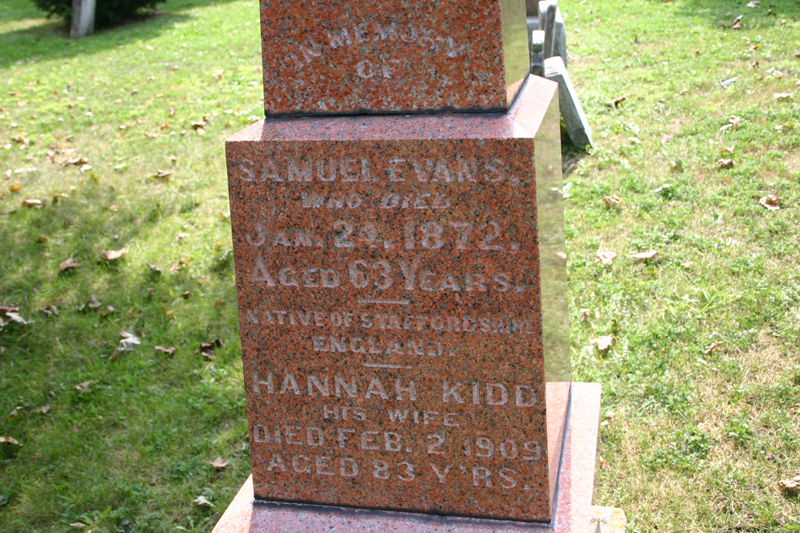 IN MEMORY
OF
SAMUEL EVANS,
WHO DIED
JAN. 24, 1872,
AGED 63 YEARS.
NATIVE OF STAFFORDSHIRE
ENGLAND.
HANNAH KIDD
HIS WIFE
DIED FEB. 2, 1909
AGED 83 Y'RS.